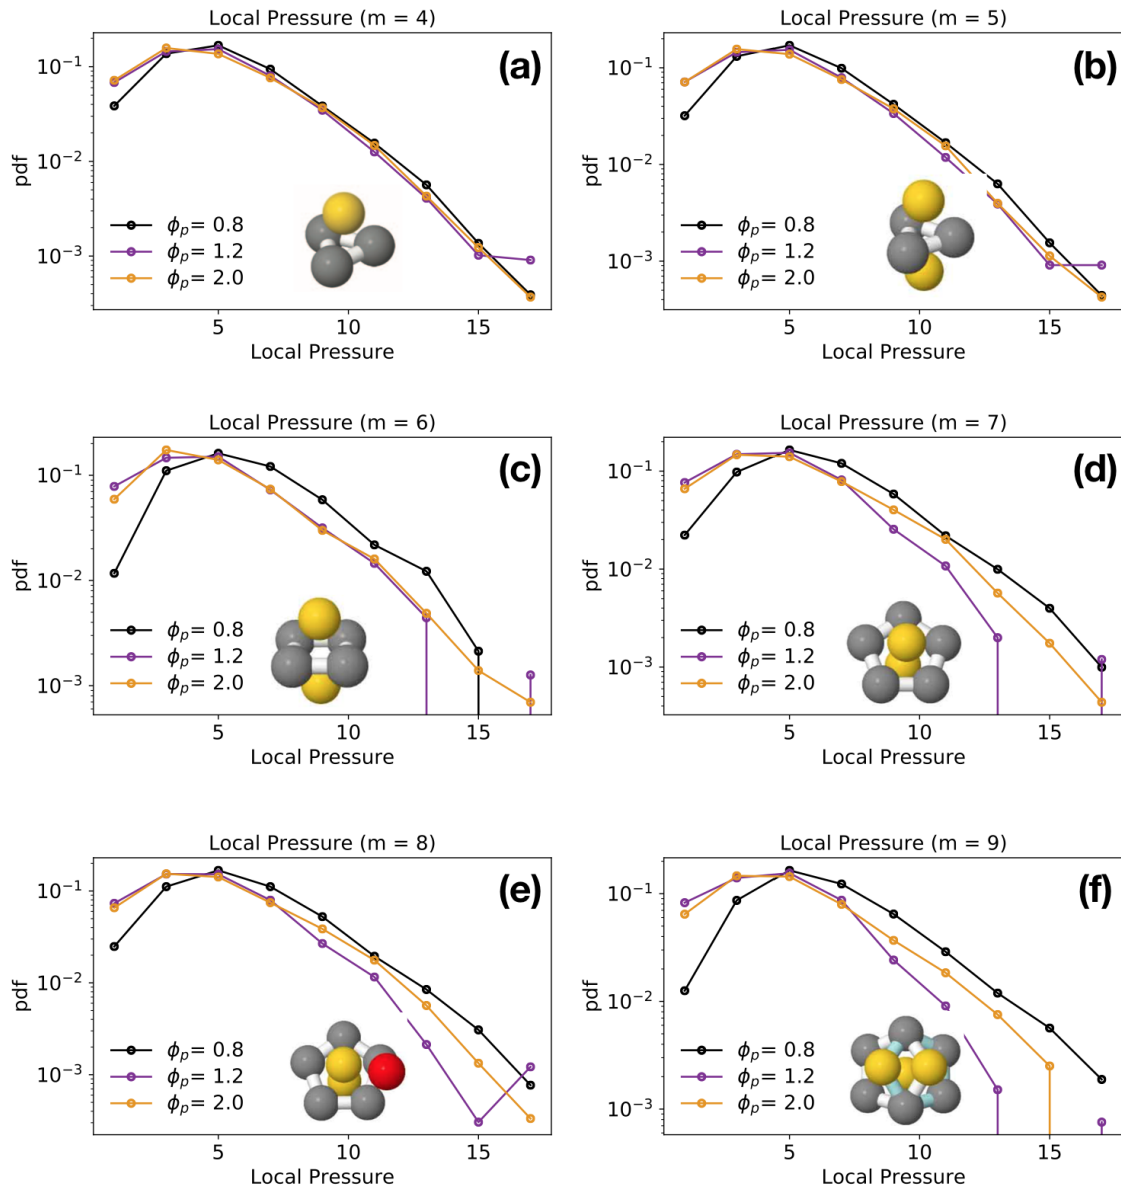 Local Pressure (m = 4)
(a)
pdf
10⁻¹
10⁻²
10⁻³
ϕₚ = 0.8
ϕₚ = 1.2
ϕₚ = 2.0
5 10 15
Local Pressure
Local Pressure (m = 5)
(b)
pdf
10⁻¹
10⁻²
10⁻³
ϕₚ = 0.8
ϕₚ = 1.2
ϕₚ = 2.0
5 10 15
Local Pressure
Local Pressure (m = 6)
(c)
pdf
10⁻¹
10⁻²
10⁻³
ϕₚ = 0.8
ϕₚ = 1.2
ϕₚ = 2.0
5 10 15
Local Pressure
Local Pressure (m = 7)
(d)
pdf
10⁻¹
10⁻²
10⁻³
ϕₚ = 0.8
ϕₚ = 1.2
ϕₚ = 2.0
5 10 15
Local Pressure
Local Pressure (m = 8)
(e)
pdf
10⁻¹
10⁻²
10⁻³
ϕₚ = 0.8
ϕₚ = 1.2
ϕₚ = 2.0
5 10 15
Local Pressure
Local Pressure (m = 9)
(f)
pdf
10⁻¹
10⁻²
10⁻³
ϕₚ = 0.8
ϕₚ = 1.2
ϕₚ = 2.0
5 10 15
Local Pressure